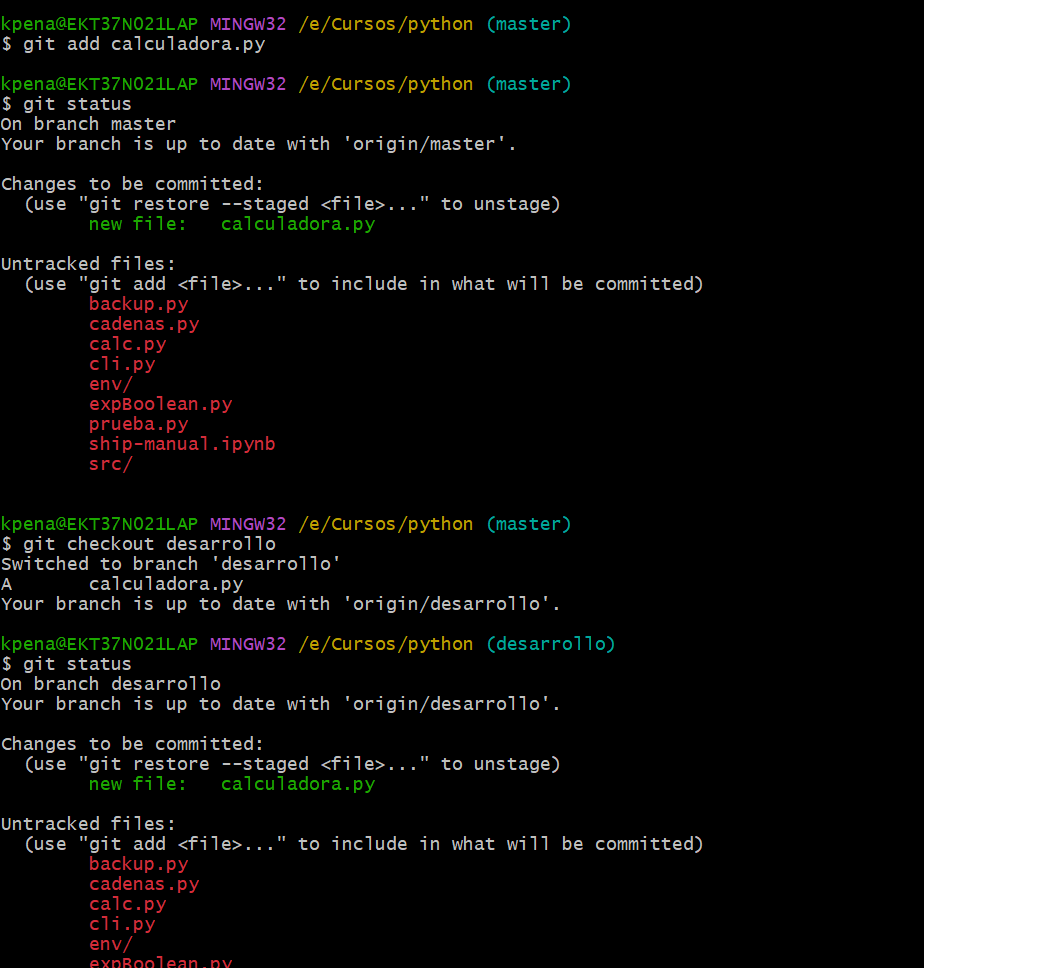 kpena@EKT37N021LAP MINGW32 /e/Cursos/python (master)
$ git add calculadora.py
kpena@EKT37N021LAP MINGW32 /e/Cursos/python (master)
$ git status
On branch master
Your branch is up to date with 'origin/master'.
Changes to be committed:
  (use "git restore --staged <file>..." to unstage)
        new file:   calculadora.py
Untracked files:
  (use "git add <file>..." to include in what will be committed)
        backup.py
        cadenas.py
        calc.py
        cli.py
        env/
        expBoolean.py
        prueba.py
        ship-manual.ipynb
        src/
kpena@EKT37N021LAP MINGW32 /e/Cursos/python (master)
$ git checkout desarrollo
Switched to branch 'desarrollo'
A       calculadora.py
Your branch is up to date with 'origin/desarrollo'.
kpena@EKT37N021LAP MINGW32 /e/Cursos/python (desarrollo)
$ git status
On branch desarrollo
Your branch is up to date with 'origin/desarrollo'.
Changes to be committed:
  (use "git restore --staged <file>..." to unstage)
        new file:   calculadora.py
Untracked files:
  (use "git add <file>..." to include in what will be committed)
        backup.py
        cadenas.py
        calc.py
        cli.py
        env/
        expBoolean.py